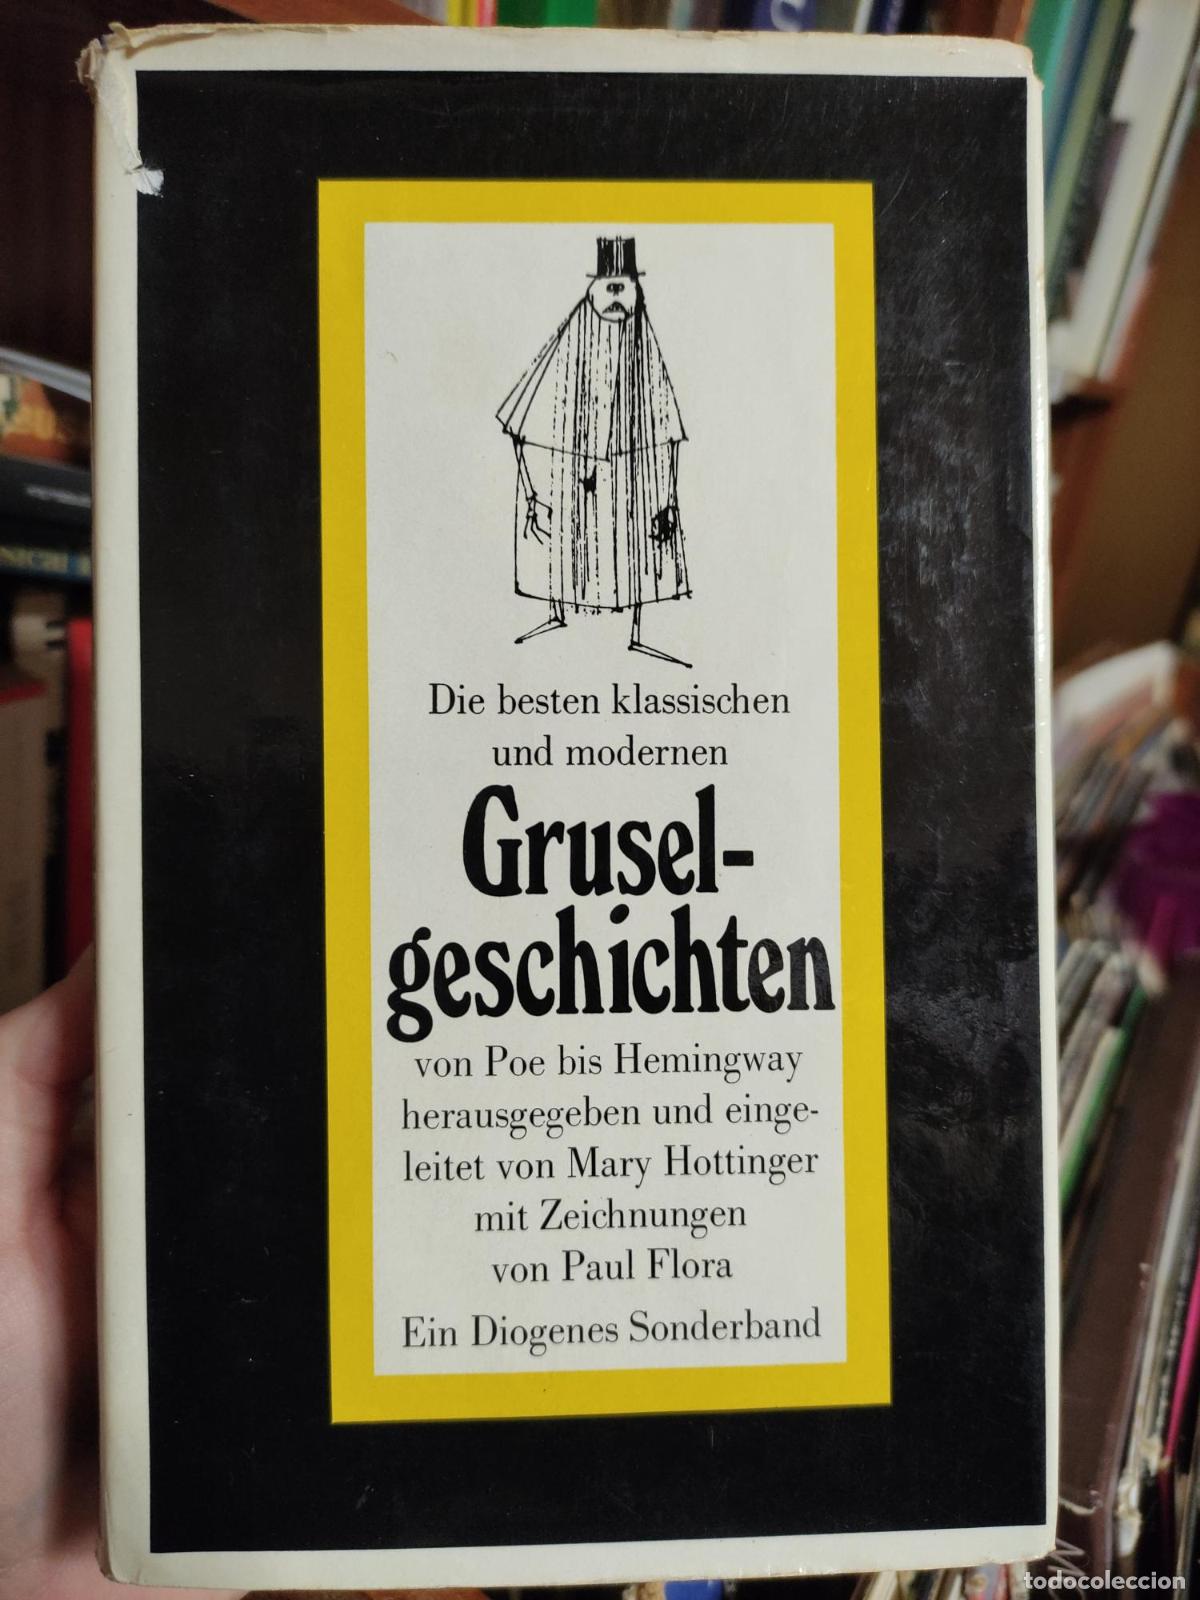 Die besten klassischen
und modernen
Grusel-
geschichten
von Poe bis Hemingway
herausgegeben und einge-
leitet von Mary Hottinger
mit Zeichnungen
von Paul Flora
Ein Diogenes Sonderband
todocoleccion